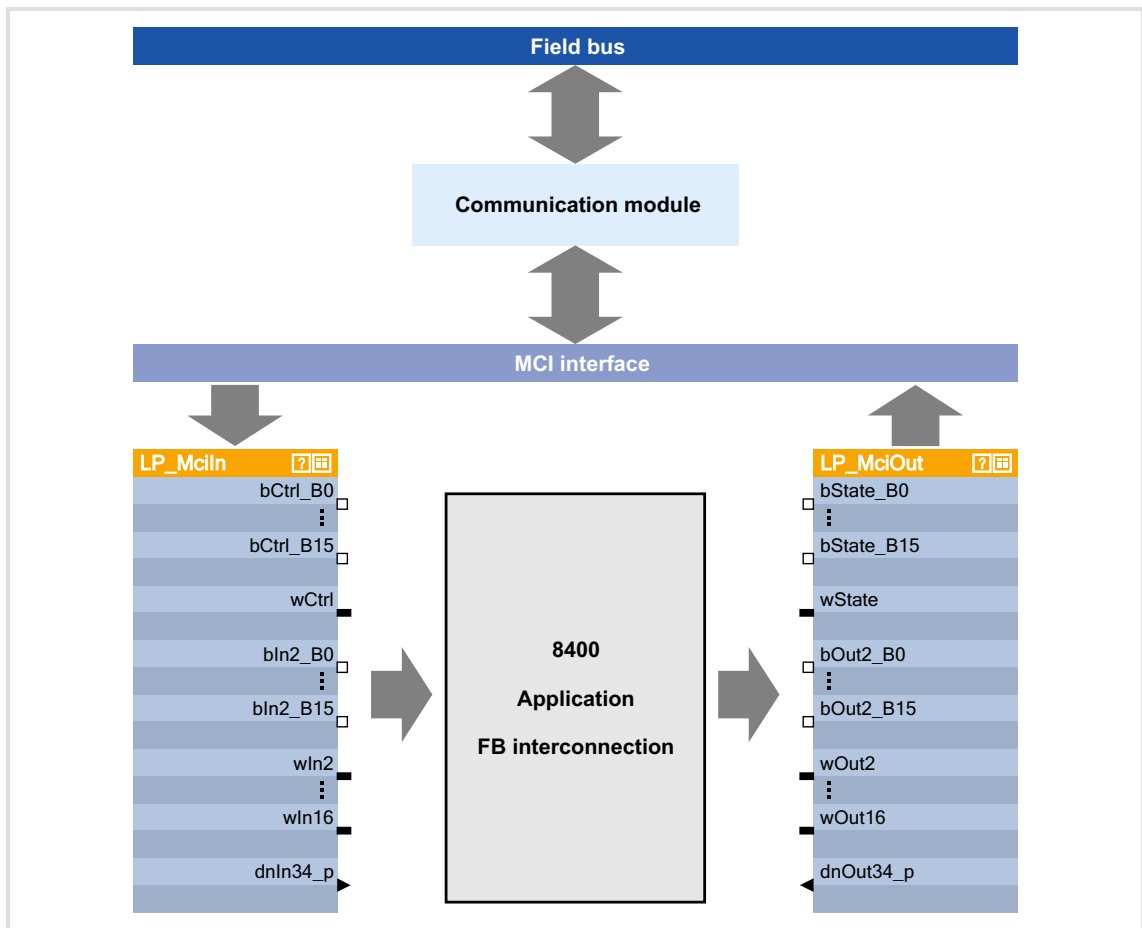 Field bus
Communication module
MCI interface
LP_MciIn
bCtrl_B0
bCtrl_B15
wCtrl
bIn2_B0
bIn2_B15
wIn2
wIn16
dnIn34_p
8400
Application
FB interconnection
LP_MciOut
bState_B0
bState_B15
wState
bOut2_B0
bOut2_B15
wOut2
wOut16
dnOut34_p